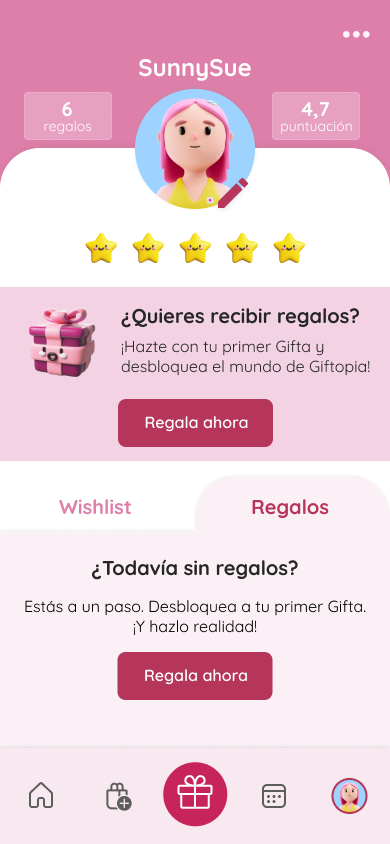 SunnySue
6
regalos
4,7
puntuación
¿Quieres recibir regalos?
¡Hazte con tu primer Gifta y
desbloquea el mundo de Giftopia!
Regala ahora
Wishlist
Regalos
¿Todavía sin regalos?
Estás a un paso. Desbloquea a tu primer Gifta.
¡Y hazlo realidad!
Regala ahora